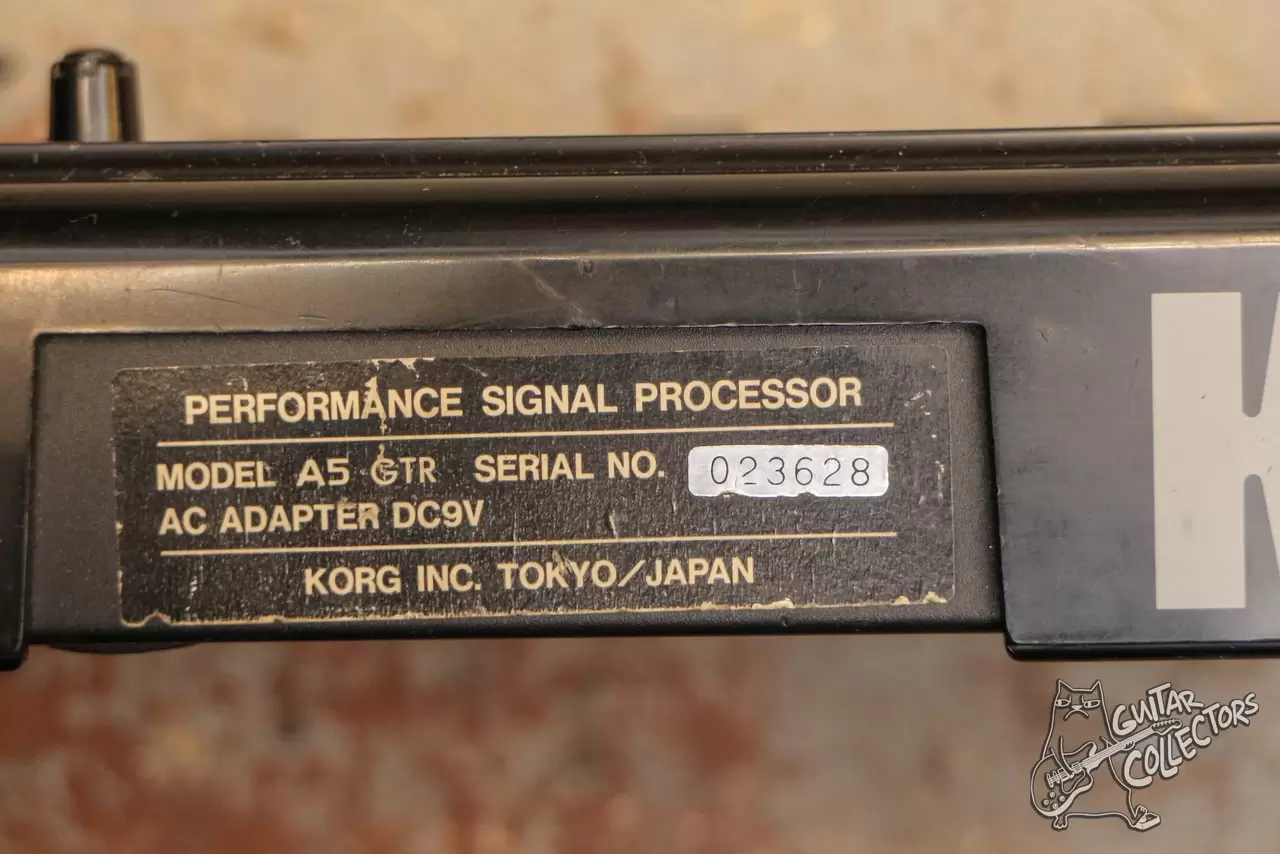 PERFORMANCE SIGNAL PROCESSOR
MODEL A5 GTR SERIAL NO. 023628
AC ADAPTER DC9V
KORG INC. TOKYO/JAPAN
K
GUITAR
COLLECTORS